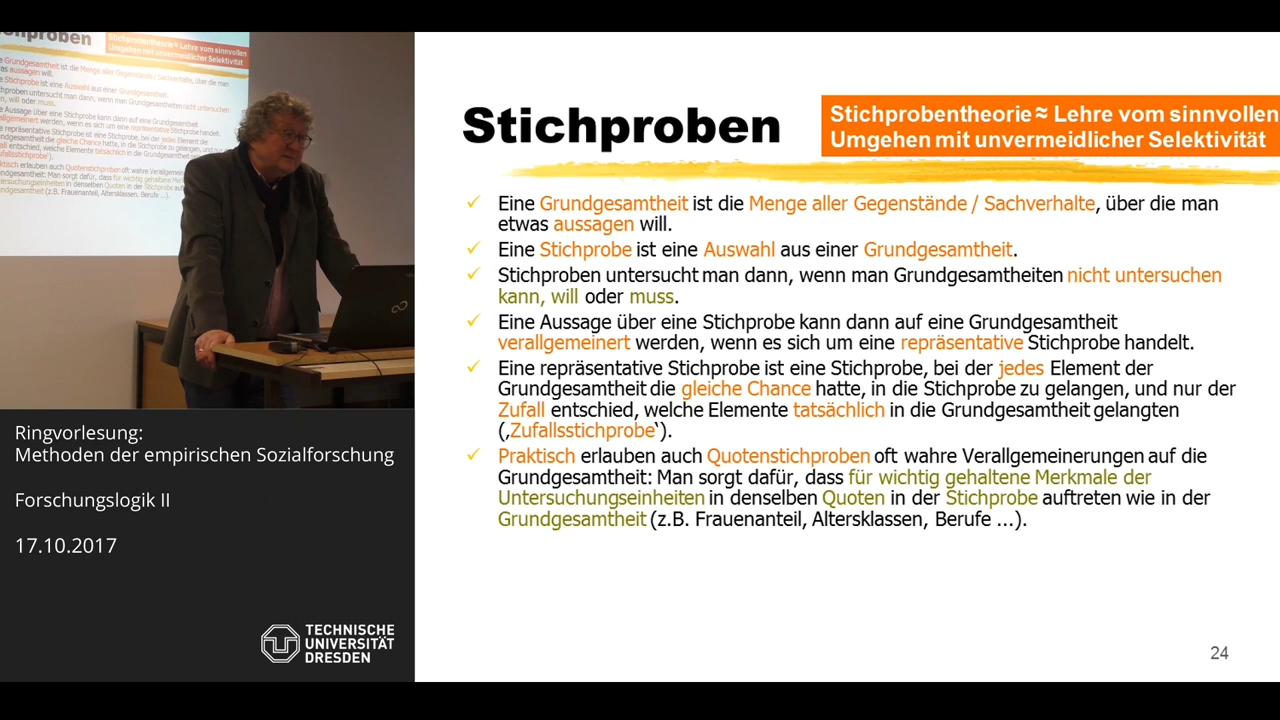 Stichproben
Stichprobentheorie ≈ Lehre vom sinnvollen
Umgehen mit unvermeidlicher Selektivität
Eine Grundgesamtheit ist die Menge aller Gegenstände / Sachverhalte, über die man
etwas aussagen will.
Eine Stichprobe ist eine Auswahl aus einer Grundgesamtheit.
Stichproben untersucht man dann, wenn man Grundgesamtheiten nicht untersuchen
kann, will oder muss.
Eine Aussage über eine Stichprobe kann dann auf eine Grundgesamtheit
verallgemeinert werden, wenn es sich um eine repräsentative Stichprobe handelt.
Eine repräsentative Stichprobe ist eine Stichprobe, bei der jedes Element der
Grundgesamtheit die gleiche Chance hatte, in die Stichprobe zu gelangen, und nur der
Zufall entschied, welche Elemente tatsächlich in die Grundgesamtheit gelangten
(‚Zufallsstichprobe‘).
Praktisch erlauben auch Quotenstichproben oft wahre Verallgemeinerungen auf die
Grundgesamtheit: Man sorgt dafür, dass für wichtig gehaltene Merkmale der
Untersuchungseinheiten in denselben Quoten in der Stichprobe auftreten wie in der
Grundgesamtheit (z.B. Frauenanteil, Altersklassen, Berufe ...).
24
Ringvorlesung:
Methoden der empirischen Sozialforschung
Forschungslogik II
17.10.2017
TECHNISCHE
UNIVERSITÄT
DRESDEN